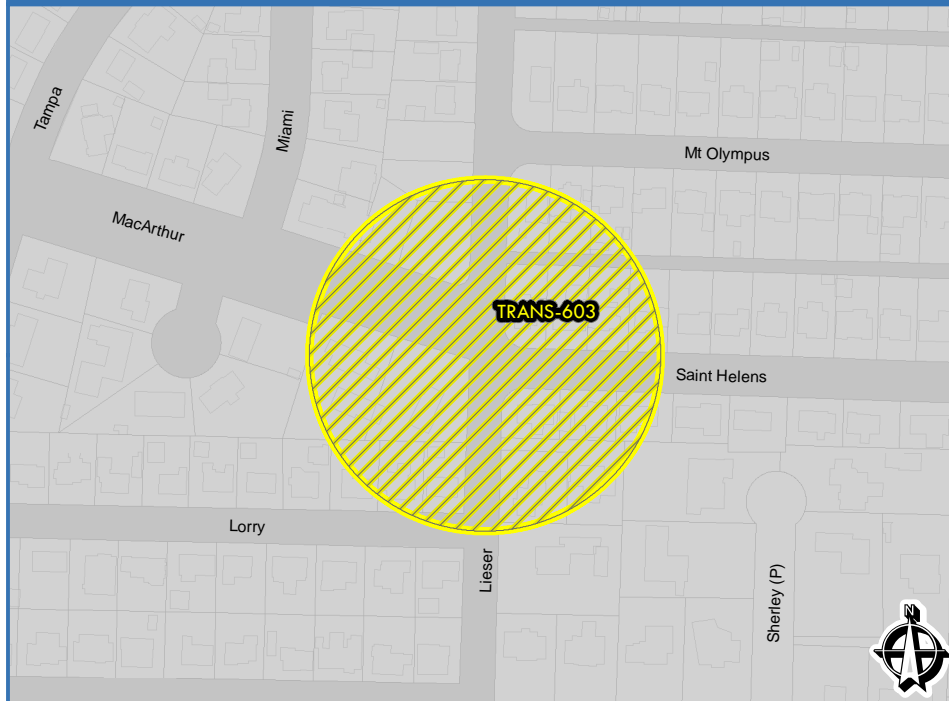 Tampa
Miami
Mt Olympus
MacArthur
TRANS-603
Saint Helens
Lorry
Lieser
Sherley (P)
N